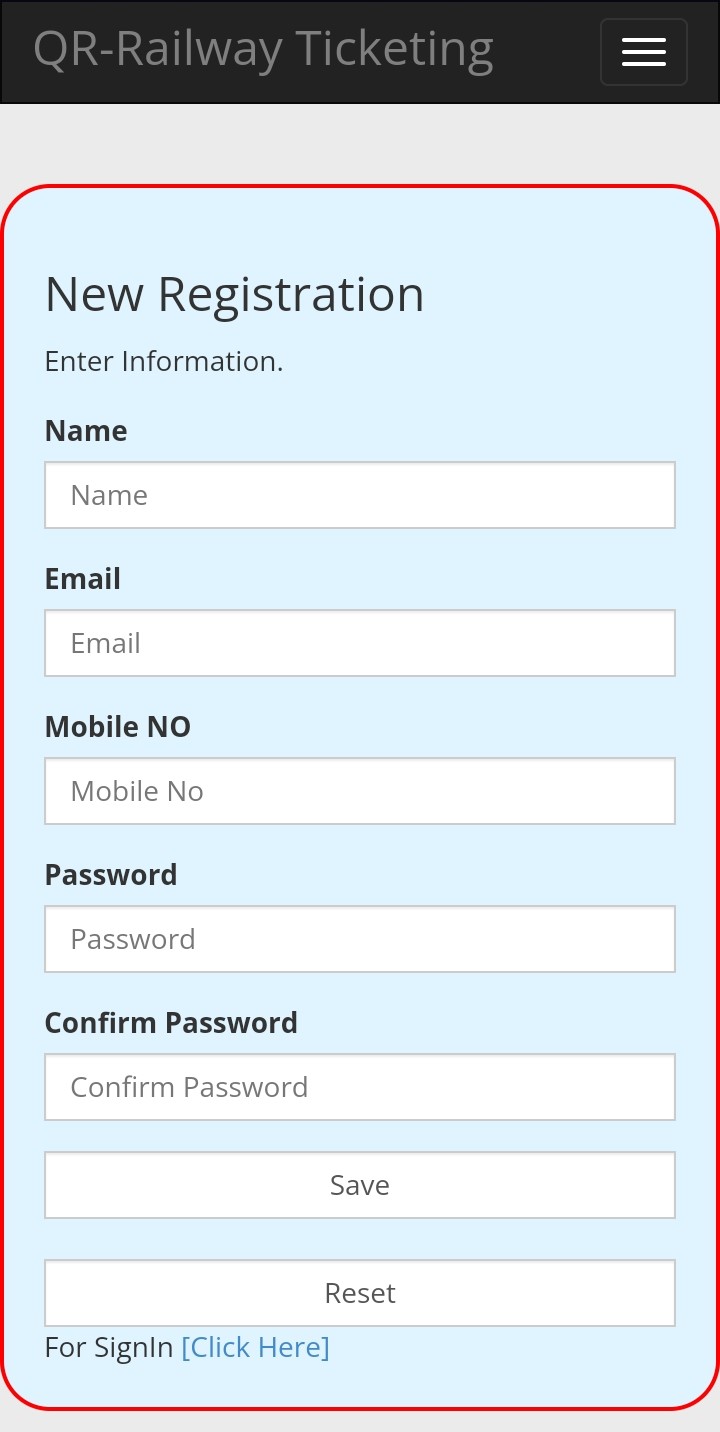 QR-Railway Ticketing
New Registration
Enter Information.
Name
Name
Email
Email
Mobile NO
Mobile No
Password
Password
Confirm Password
Confirm Password
Save
Reset
For SignIn [Click Here]